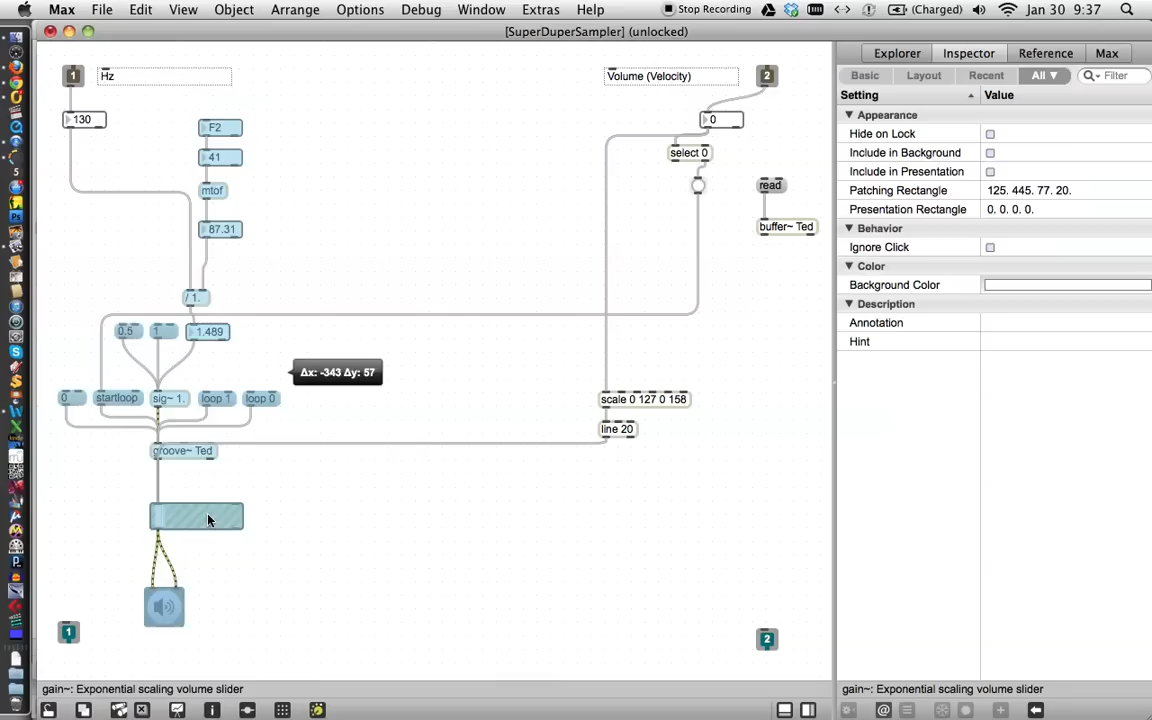 Max File Edit View Object Arrange Options Debug Window Extras Help Stop Recording (Charged) Jan 30 9:37
[SuperDuperSampler] (unlocked)
1 Hz Volume (Velocity) 2
130 0
F2
41
select 0
mtof
read
87.31
buffer~ Ted
/ 1.
0.5 1 1.489
Δx: -343 Δy: 57
0 startloop sig~ 1. loop 1 loop 0
scale 0 127 0 158
line 20
groove~ Ted
1 2
gain~: Exponential scaling volume slider
Explorer Inspector Reference Max
Basic Layout Recent All ▼ Filter
Setting Value
▼ Appearance
Hide on Lock
Include in Background
Include in Presentation
Patching Rectangle 125. 445. 77. 20.
Presentation Rectangle 0. 0. 0. 0.
▼ Behavior
Ignore Click
▼ Color
Background Color
▼ Description
Annotation
Hint
gain~: Exponential scaling volume slider